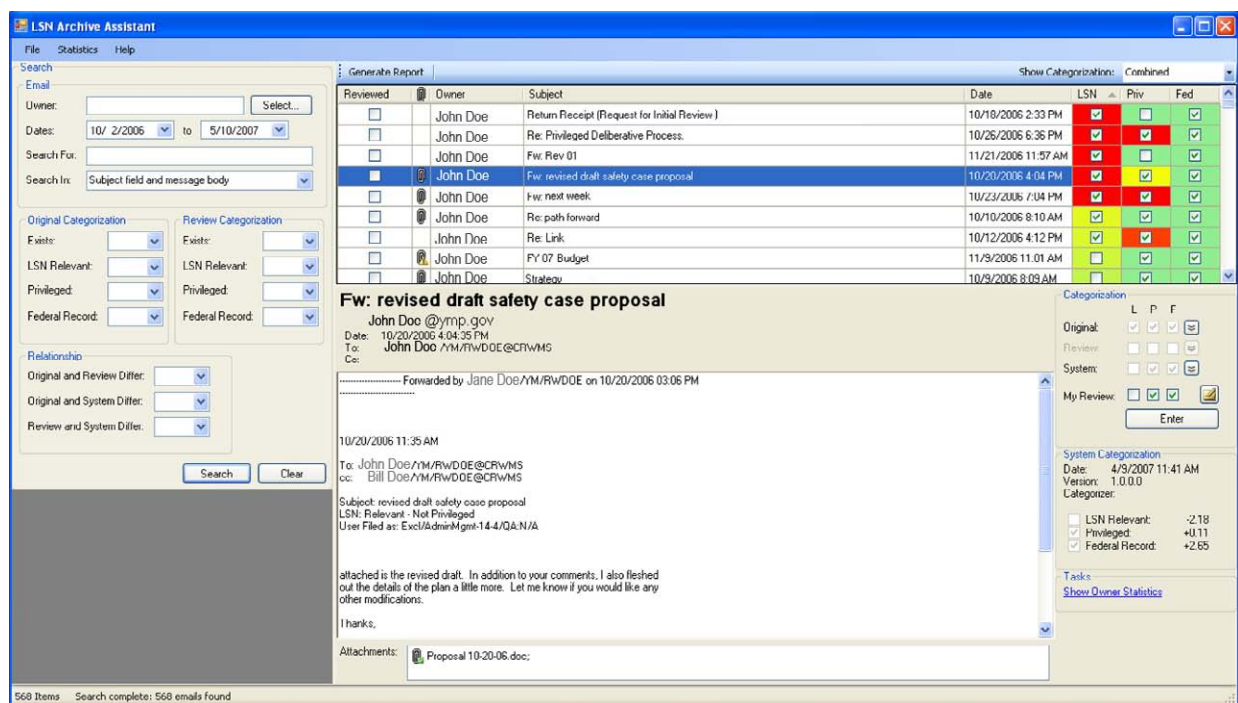 LSN Archive Assistant
File Statistics Help
Search
Email
Owner: Select...
Dates: 10/ 2/2006 to 5/10/2007
Search For:
Search In: Subject field and message body
Original Categorization Review Categorization
Exists: Exists:
LSN Relevant: LSN Relevant:
Privileged: Privileged:
Federal Record: Federal Record:
Relationship
Original and Review Differ:
Original and System Differ:
Review and System Differ:
Search Clear
Generate Report Show Categorization: Combined
Reviewed Owner Subject Date LSN Priv Fed
John Doe Return Receipt (Request for Initial Review ) 10/18/2006 2:33 PM
John Doe Re: Privileged Deliberative Process. 10/26/2006 6:36 PM
John Doe Fw: Rev 01 11/21/2006 11:57 AM
John Doe Fw: revised draft safety case proposal 10/20/2006 4:04 PM
John Doe Fw: next week 10/23/2006 7:04 PM
John Doe Re: path forward 10/10/2006 8:10 AM
John Doe Re: Link 10/12/2006 4:12 PM
John Doe FY 07 Budget 11/9/2006 11:01 AM
John Doe Strategy 10/9/2006 8:09 AM
Fw: revised draft safety case proposal
John Doe @ymp.gov
Date: 10/20/2006 4:04:35 PM
To: John Doe /YM/RWDOE@CRWMS
Cc:
---------------------- Forwarded by Jane Doe/YM/RWDOE on 10/20/2006 03:06 PM
---------------------------
10/20/2006 11:35 AM
To: John Doe/YM/RWDOE@CRWMS
cc: Bill Doe/YM/RWDOE@CRWMS
Subject: revised draft safety case proposal
LSN: Relevant - Not Privileged
User Filed as: Excl/AdminMgmt-14-4/QA:N/A
attached is the revised draft. In addition to your comments, I also fleshed
out the details of the plan a little more. Let me know if you would like any
other modifications.
Thanks,
Attachments: Proposal 10-20-06.doc;
Categorization
L P F
Original:
Review:
System:
My Review:
Enter
System Categorization
Date: 4/9/2007 11:41 AM
Version: 1.0.0.0
Categorizer:
LSN Relevant: -2.18
Privileged: +0.11
Federal Record: +2.65
Tasks
Show Owner Statistics
568 Items Search complete: 568 emails found